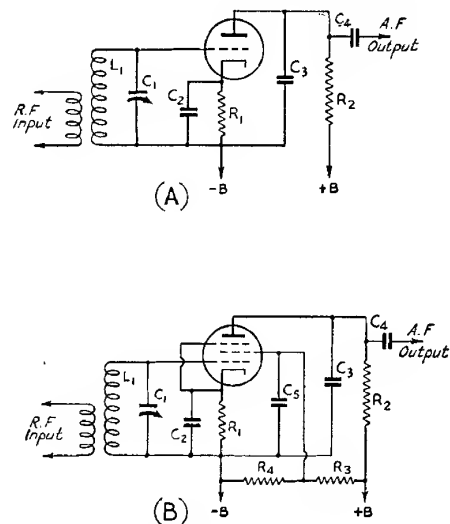 C4
A.F
Output
L1
C1
C2
C3
R.F
Input
R1
R2
-B
+B
(A)
C4
A.F
Output
L1
C1
C2
C5
C3
R2
R.F
Input
R1
R4
R3
-B
+B
(B)